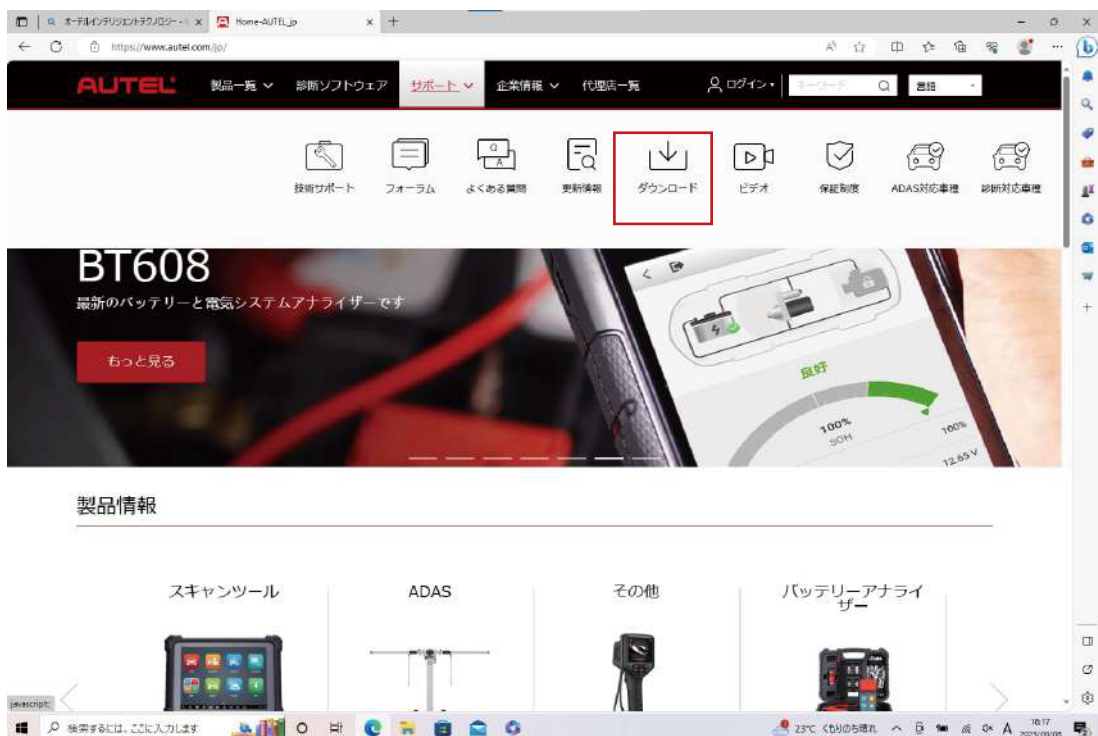 オーテルインテリジェントテクノロジー -
Home-AUTEL_jp
https://www.autel.com/jp/
AUTEL
製品一覧
診断ソフトウェア
サポート
企業情報
代理店一覧
ログイン
キーワード
言語
技術サポート
フォーラム
よくある質問
更新情報
ダウンロード
ビデオ
保証制度
ADAS対応車種
診断対応車種
BT608
最新のバッテリーと電気システムアナライザーです
もっと見る
良好
100%
SOH
100%
12.65 V
製品情報
スキャンツール
ADAS
その他
バッテリーアナライ
ザー
javascript:;
検索するには、ここに入力します
23°C くもりのち晴れ
A
16:17